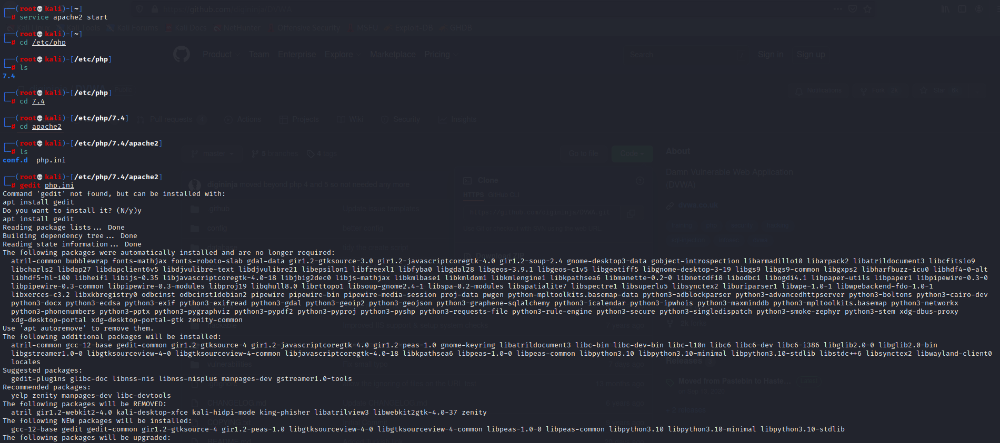 ┌──(root💀kali)-[~]
└─# service apache2 start
┌──(root💀kali)-[~]
└─# cd /etc/php
┌──(root💀kali)-[/etc/php]
└─# ls
7.4
┌──(root💀kali)-[/etc/php]
└─# cd 7.4
┌──(root💀kali)-[/etc/php/7.4]
└─# cd apache2
┌──(root💀kali)-[/etc/php/7.4/apache2]
└─# ls
conf.d  php.ini
┌──(root💀kali)-[/etc/php/7.4/apache2]
└─# gedit php.ini
Command 'gedit' not found, but can be installed with:
apt install gedit
Do you want to install it? (N/y)y
apt install gedit
Reading package lists... Done
Building dependency tree... Done
Reading state information... Done
The following packages were automatically installed and are no longer required:
  atril-common bubblewrap fonts-mathjax fonts-roboto-slab gdal-data gir1.2-gtksource-3.0 gir1.2-javascriptcoregtk-4.0 gir1.2-soup-2.4 gnome-desktop3-data gobject-introspection libarmadillo10 libarpack2 libatrildocument3 libcfitsio9
  libcharls2 libdap27 libdapclient6v5 libdjvulibre-text libdjvulibre21 libepsilon1 libfreexl1 libfyba0 libgdal28 libgeos-3.9.1 libgeos-c1v5 libgeotiff5 libgnome-desktop-3-19 libgs9 libgs9-common libgxps2 libharfbuzz-icu0 libhdf4-0-alt
  libhdf5-hl-100 libheif1 libijs-0.35 libjavascriptcoregtk-4.0-18 libjbig2dec0 libjs-mathjax libkmlbase1 libkmldom1 libkmlengine1 libkpathsea6 libmanette-0.2-0 libnetcdf18 libodbc1 libogdi4.1 libpaper-utils libpaper1 libpipewire-0.3-0
  libpipewire-0.3-common libpipewire-0.3-modules libproj19 libqhull8.0 librttopo1 libsoup-gnome2.4-1 libspa-0.2-modules libspatialite7 libspectre1 libsuperlu5 libsynctex2 liburiparser1 libwpe-1.0-1 libwpebackend-fdo-1.0-1
  libxerces-c3.2 libxkbregistry0 odbcinst odbcinst1debian2 pipewire pipewire-bin pipewire-media-session proj-data pwgen python-mpltoolkits.basemap-data python3-adblockparser python3-advancedhttpserver python3-boltons python3-cairo-dev
  python3-docx python3-ecdsa python3-exif python3-exifread python3-gdal python3-geoip2 python3-geojson python3-graphene-sqlalchemy python3-icalendar python3-ipwhois python3-maxminddb python3-mpltoolkits.basemap python3-networkx
  python3-phonenumbers python3-pptx python3-pygraphviz python3-pypdf2 python3-pyproj python3-pyshp python3-requests-file python3-rule-engine python3-secure python3-singledispatch python3-smoke-zephyr python3-stem xdg-dbus-proxy
  xdg-desktop-portal xdg-desktop-portal-gtk zenity-common
Use 'apt autoremove' to remove them.
The following additional packages will be installed:
  atril-common gcc-12-base gedit-common gir1.2-gtksource-4 gir1.2-javascriptcoregtk-4.0 gir1.2-peas-1.0 gnome-keyring libatrildocument3 libc-bin libc-dev-bin libc-l10n libc6 libc6-dev libc6-i386 libglib2.0-0 libglib2.0-bin
  libgstreamer1.0-0 libgtksourceview-4-0 libgtksourceview-4-common libjavascriptcoregtk-4.0-18 libkpathsea6 libpeas-1.0-0 libpeas-common libpython3.10 libpython3.10-minimal libpython3.10-stdlib libstdc++6 libsynctex2 libwayland-client0
  locales
Suggested packages:
  gedit-plugins glibc-doc libnss-nis libnss-nisplus manpages-dev gstreamer1.0-tools
Recommended packages:
  yelp zenity manpages-dev libc-devtools
The following packages will be REMOVED:
  atril gir1.2-webkit2-4.0 kali-desktop-xfce kali-hidpi-mode king-phisher libatrilview3 libwebkit2gtk-4.0-37 zenity
The following NEW packages will be installed:
  gcc-12-base gedit gedit-common gir1.2-gtksource-4 gir1.2-peas-1.0 libgtksourceview-4-0 libgtksourceview-4-common libpeas-1.0-0 libpeas-common libpython3.10 libpython3.10-minimal libpython3.10-stdlib
The following packages will be upgraded: